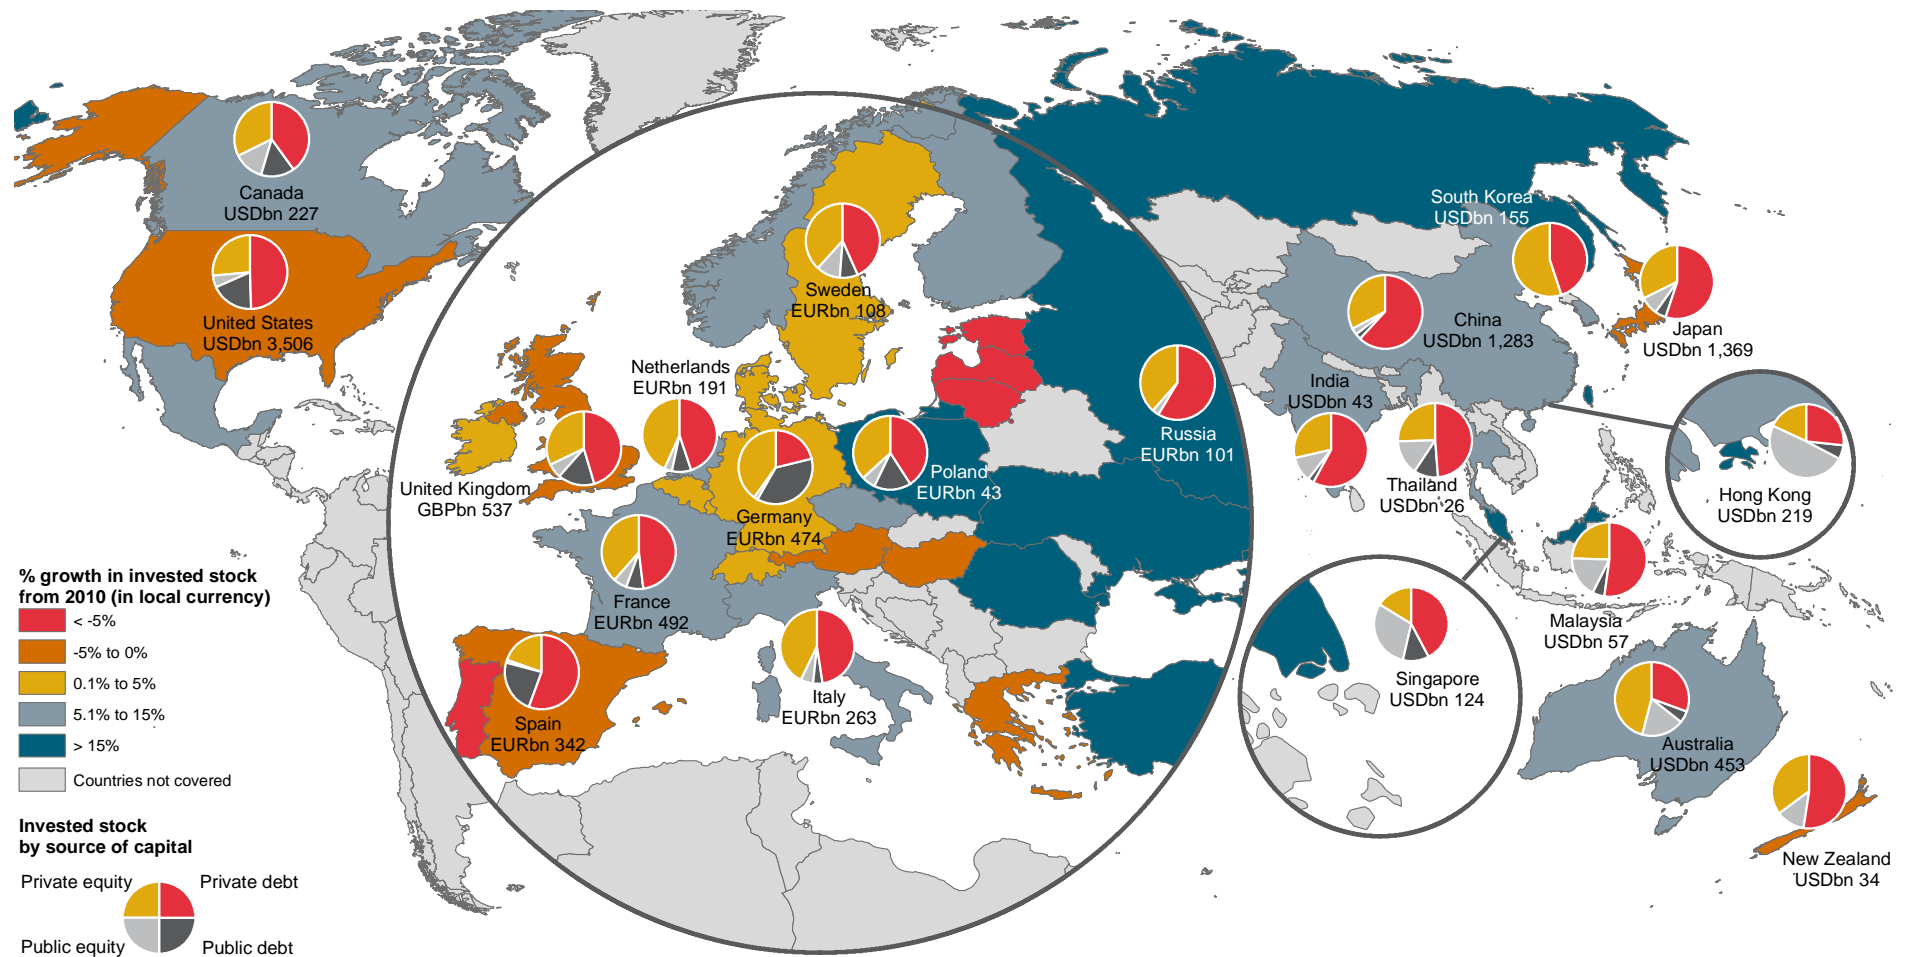 Canada
USDbn 227
United States
USDbn 3,506
Sweden
EURbn 108
Netherlands
EURbn 191
United Kingdom
GBPbn 537
Germany
EURbn 474
Poland
EURbn 43
Russia
EURbn 101
France
EURbn 492
Italy
EURbn 263
Spain
EURbn 342
South Korea
USDbn 155
China
USDbn 1,283
Japan
USDbn 1,369
India
USDbn 43
Thailand
USDbn 26
Hong Kong
USDbn 219
Malaysia
USDbn 57
Singapore
USDbn 124
Australia
USDbn 453
New Zealand
USDbn 34
% growth in invested stock
from 2010 (in local currency)
< -5%
-5% to 0%
0.1% to 5%
5.1% to 15%
> 15%
Countries not covered
Invested stock
by source of capital
Private equity
Private debt
Public equity
Public debt